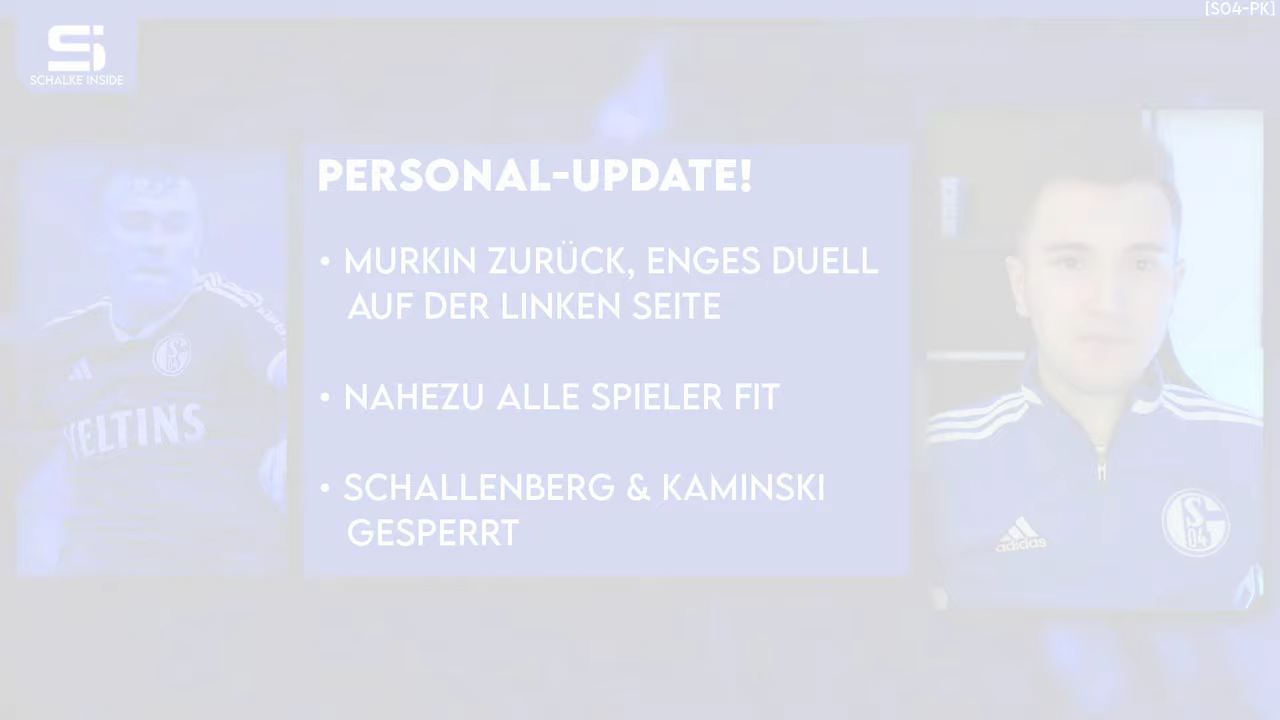 [S04-PK]
SCHALKE INSIDE
PERSONAL-UPDATE!
• MURKIN ZURÜCK, ENGES DUELL
AUF DER LINKEN SEITE
• NAHEZU ALLE SPIELER FIT
• SCHALLENBERG & KAMINSKI
GESPERRT
VELTINS
adidas
S04